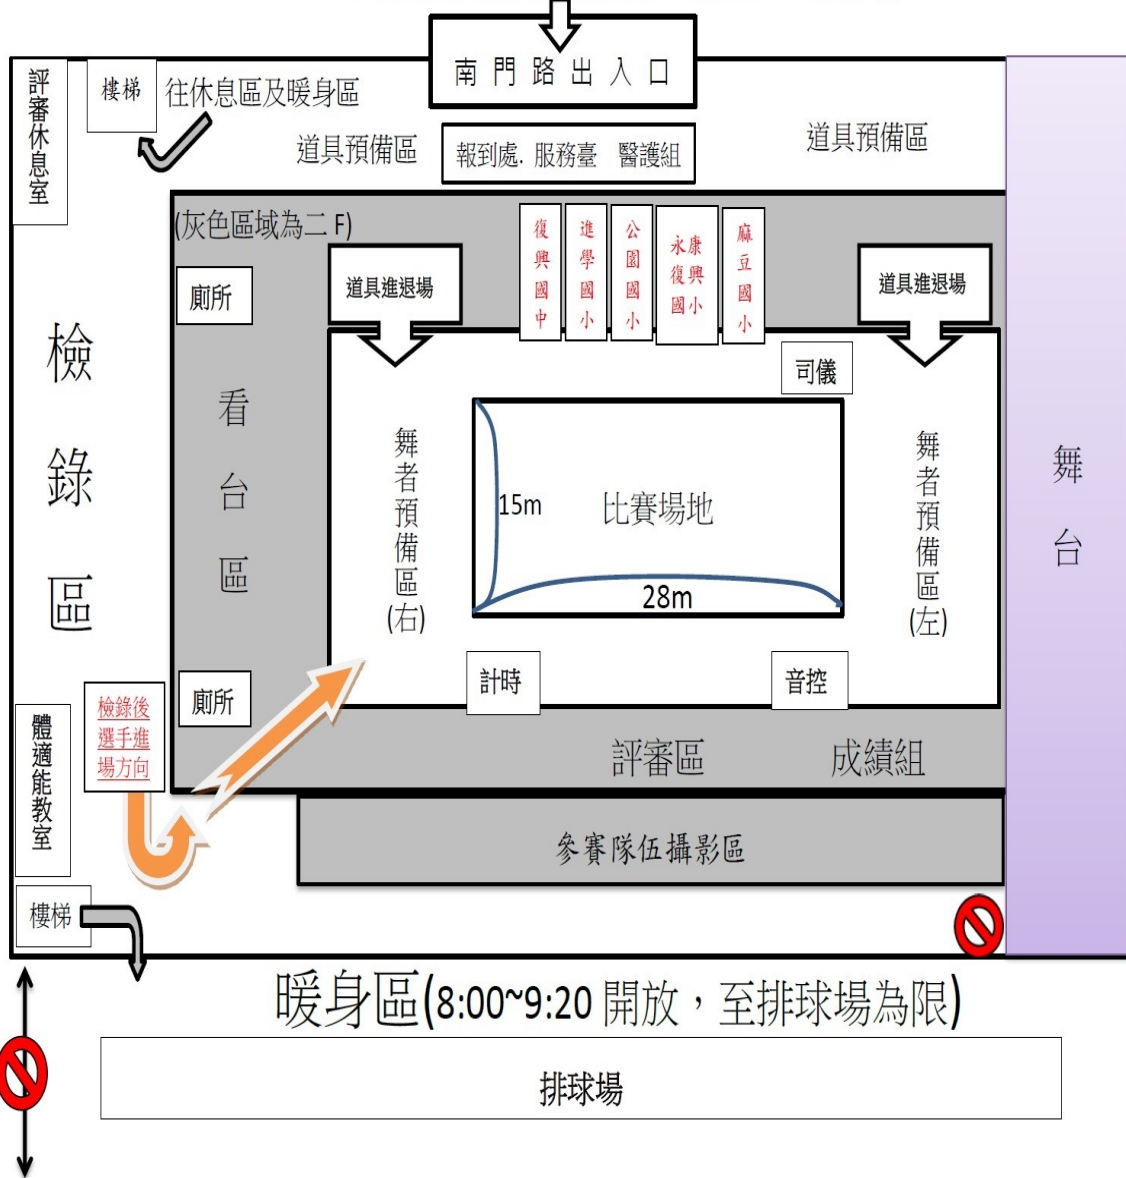 南門路出入口
評審休息室
樓梯
往休息區及暖身區
道具預備區
報到處. 服務臺 醫護組
道具預備區
(灰色區域為二 F)
復興國中
進學國小
公園國小
永康復興國小
麻豆國小
廁所
道具進退場
道具進退場
司儀
檢錄區
看台區
舞者預備區(右)
15m
比賽場地
28m
舞者預備區(左)
舞台
計時
音控
廁所
檢錄後
選手進
場方向
體適能教室
評審區
成績組
參賽隊伍攝影區
樓梯
暖身區(8:00~9:20 開放，至排球場為限)
排球場